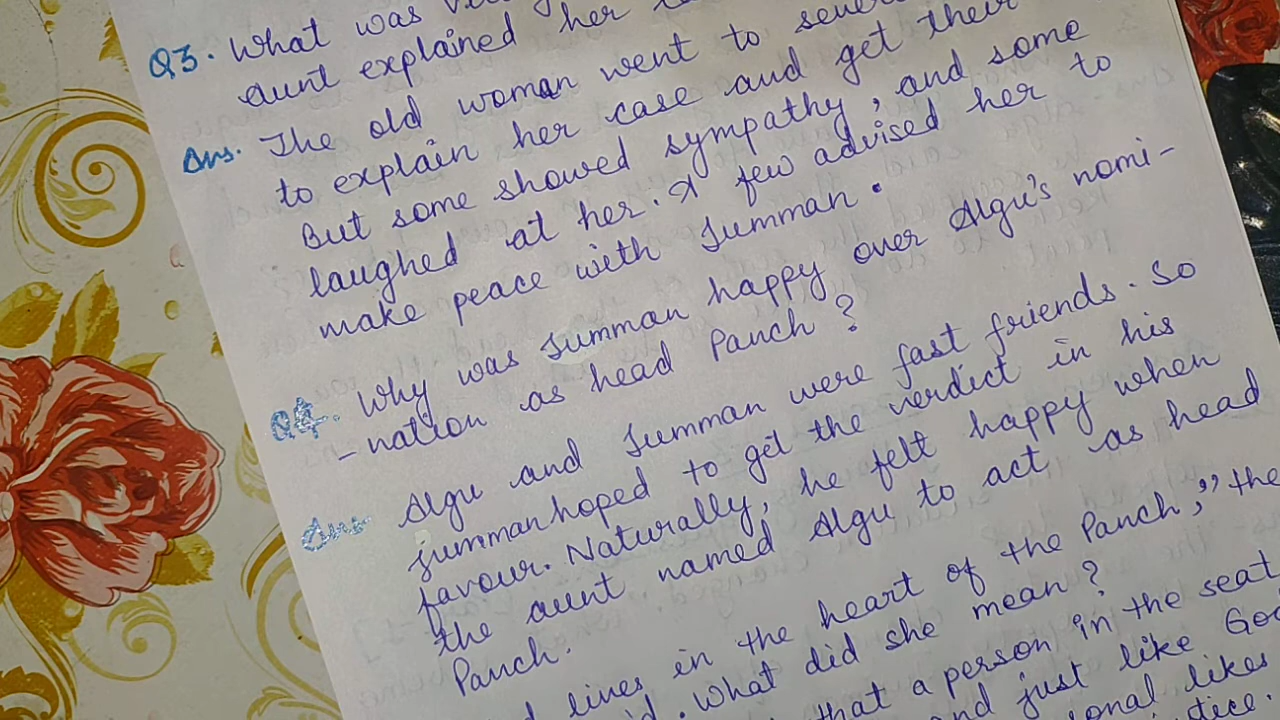 Q3. What was
aunt explained her
Ans. The old woman went to
to explain her case and get their
But some showed sympathy, and some
laughed at her. A few advised her to
make peace with Jumman.
Q4. Why was Jumman happy over Algu's nomi-
-nation as head Panch?
Ans Algu and Jumman were fast friends. So
Jumman hoped to get the verdict in his
favour. Naturally, he felt happy when
the aunt named Algu to act as head
Panch.
lives in the heart of the Panch," the
. What did she mean?
that a person in the seat
and just like God
likes